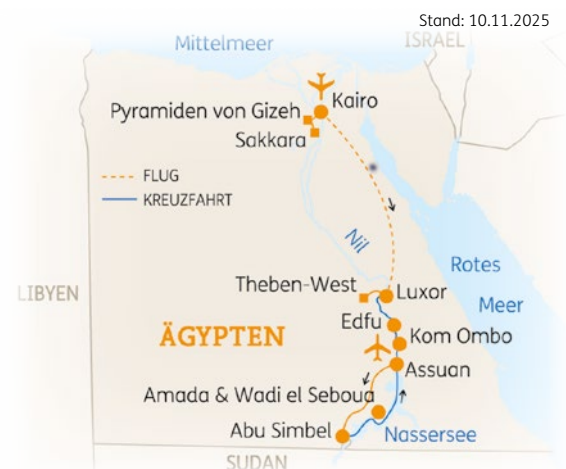 Stand: 10.11.2025
Mittelmeer
ISRAEL
Kairo
Pyramiden von Gizeh
Sakkara
FLUG
KREUZFAHRT
Nil
Rotes
Meer
LIBYEN
Theben-West
Luxor
Edfu
Kom Ombo
ÄGYPTEN
Assuan
Amada & Wadi el Seboua
Abu Simbel
Nassersee
SUDAN